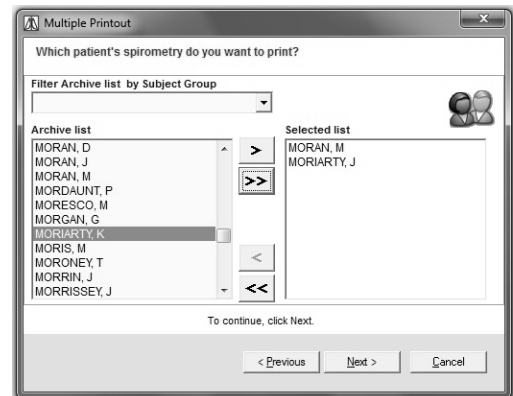 Multiple Printout
x
Which patient's spirometry do you want to print?
Filter Archive list by Subject Group
Archive list
MORAN, D
MORAN, J
MORAN, M
MORDAUNT, P
MORESCO, M
MORGAN, G
MORIARTY, K
MORIS, M
MORONEY, T
MORRIN, J
MORRISSEY, J
>
>>
<
<<
Selected list
MORAN, M
MORIARTY, J
To continue, click Next.
< Previous
Next >
Cancel